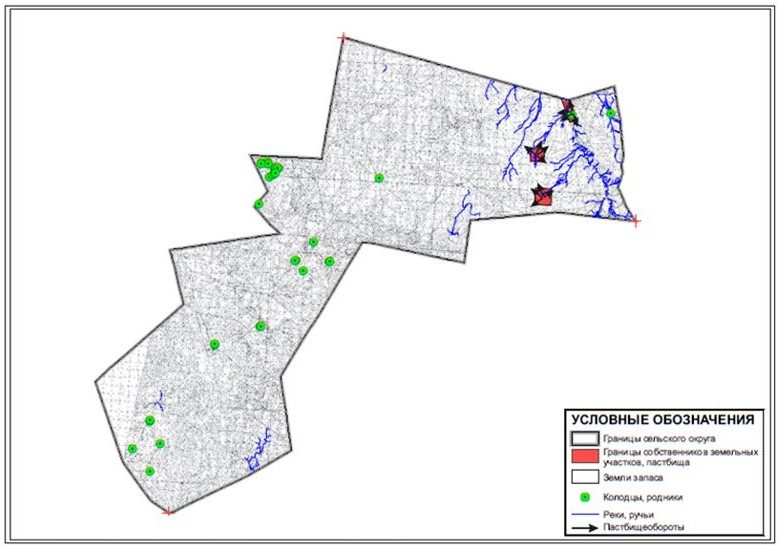 УСЛОВНЫЕ ОБОЗНАЧЕНИЯ
Границы сельского округа
Границы собственников земельных
участков, пастбища
Земли запаса
Колодцы, родники
Реки, ручьи
Пастбищеобороты